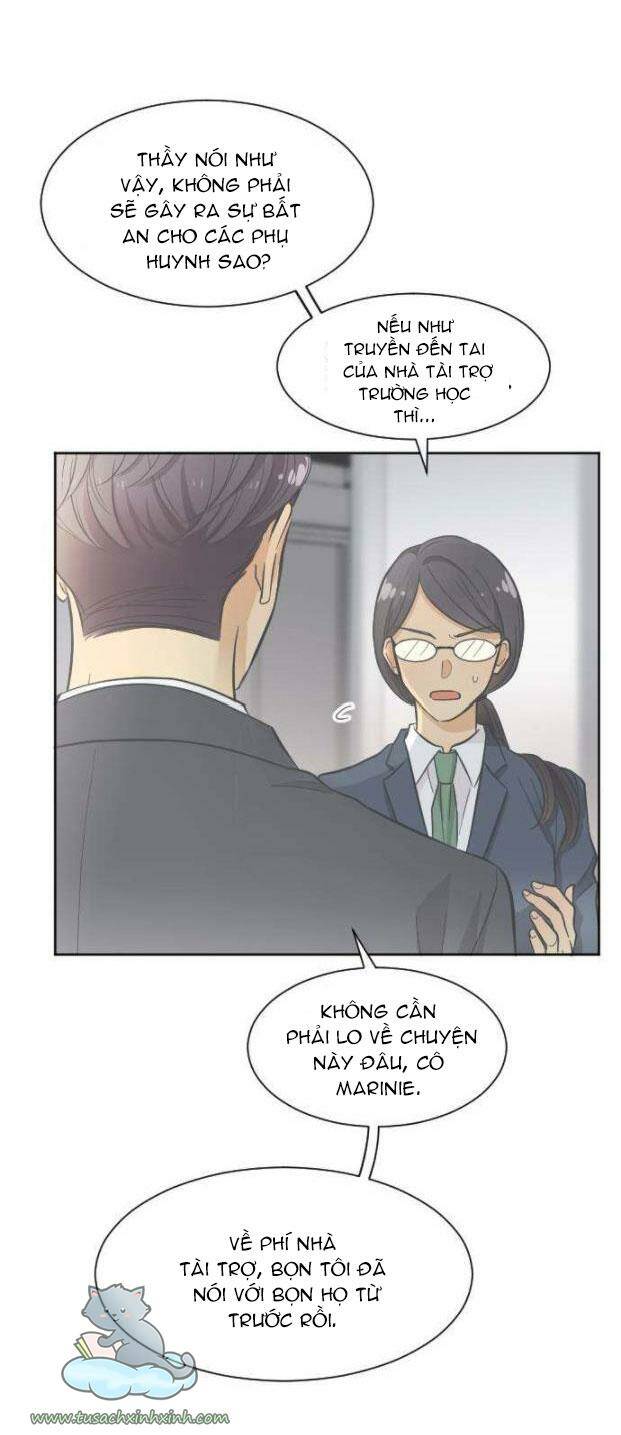 THẦY NÓI NHƯ
VẬY, KHÔNG PHẢI
SẼ GÂY RA SỰ BẤT
AN CHO CÁC PHỤ
HUYNH SAO?
NẾU NHƯ
TRUYỀN ĐẾN TAI
CỦA NHÀ TÀI TRỢ
TRƯỜNG HỌC
THÌ...
KHÔNG CẦN
PHẢI LO VỀ CHUYỆN
NÀY ĐÂU, CÔ
MARINIE.
VỀ PHÍ NHÀ
TÀI TRỢ, BỌN TÔI ĐÃ
NÓI VỚI BỌN HỌ TỪ
TRƯỚC RỒI.
www.tusachxinhxinh.com